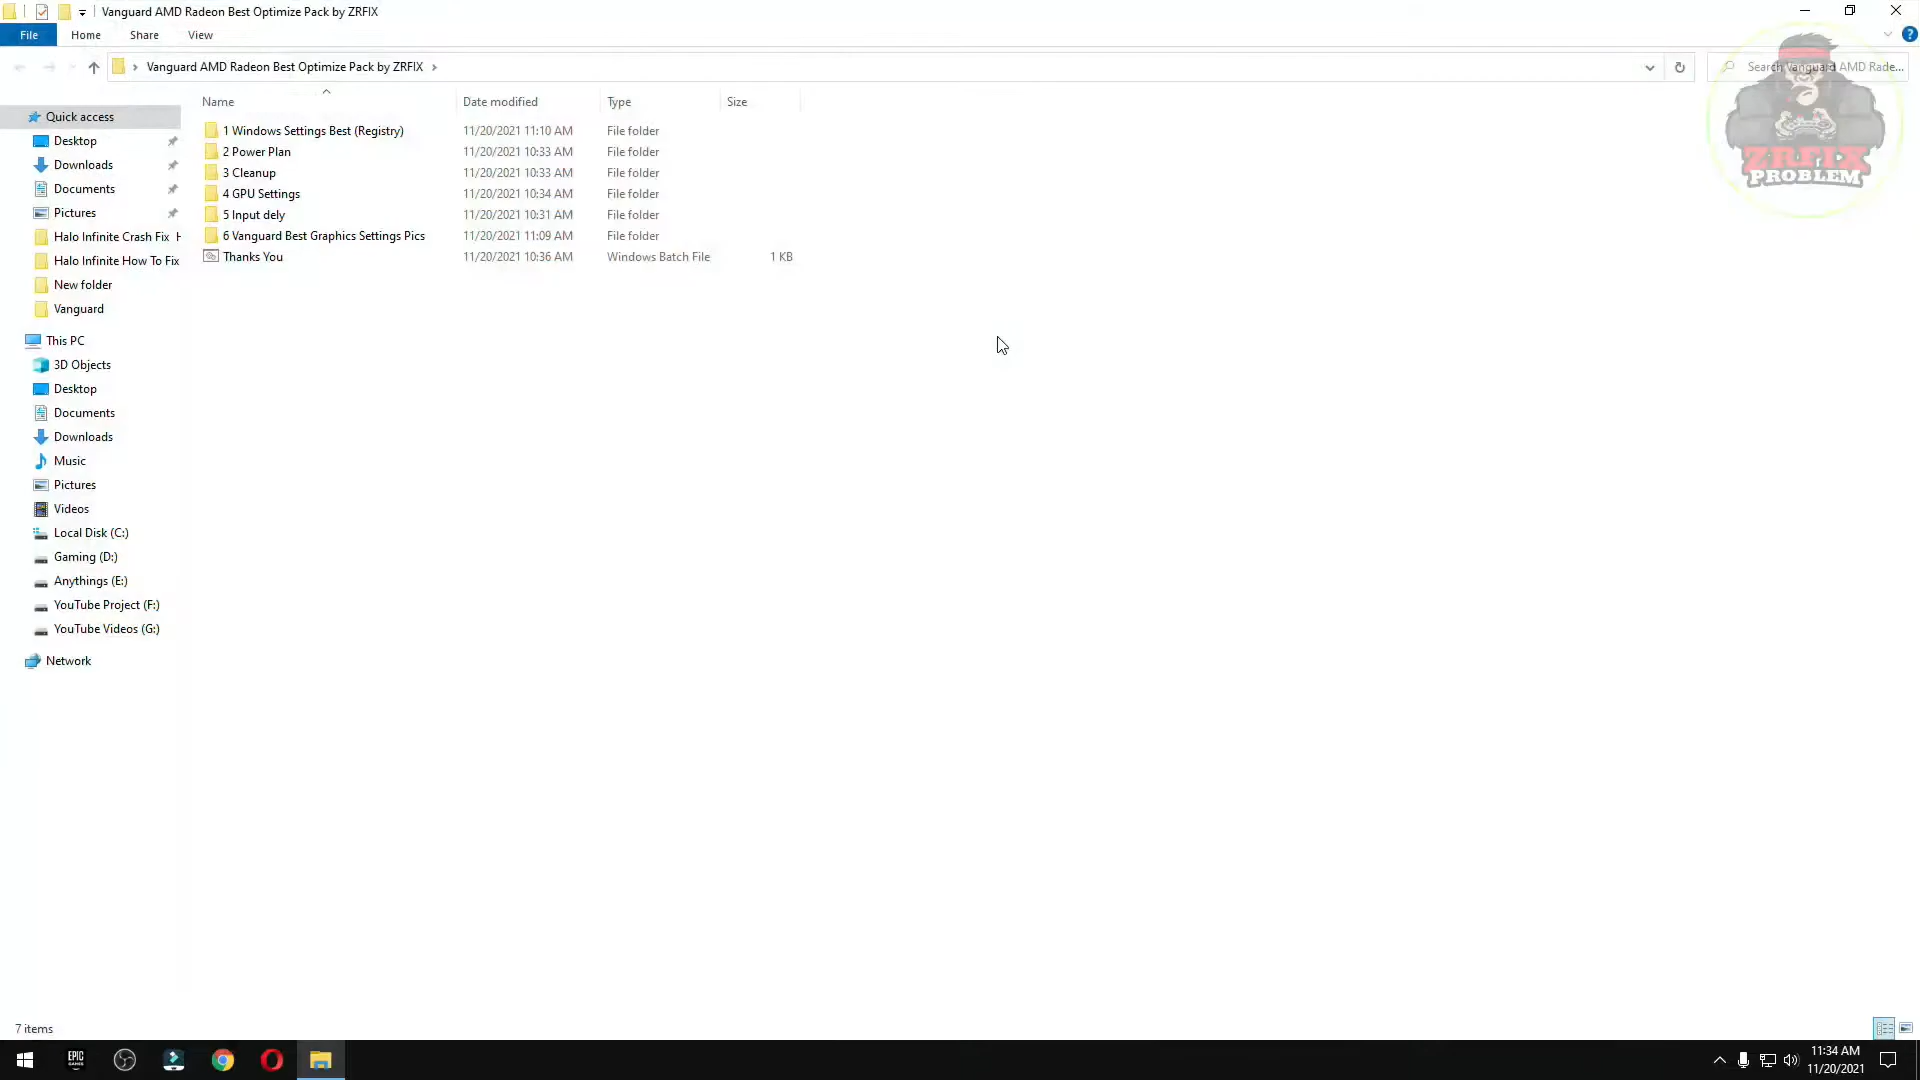 Vanguard AMD Radeon Best Optimize Pack by ZRFIX
File Home Share View
Vanguard AMD Radeon Best Optimize Pack by ZRFIX
Search Vanguard AMD Rade...
ZRFIX
PROBLEM
Name Date modified Type Size
1 Windows Settings Best (Registry) 11/20/2021 11:10 AM File folder
2 Power Plan 11/20/2021 10:33 AM File folder
3 Cleanup 11/20/2021 10:33 AM File folder
4 GPU Settings 11/20/2021 10:34 AM File folder
5 Input dely 11/20/2021 10:31 AM File folder
6 Vanguard Best Graphics Settings Pics 11/20/2021 11:09 AM File folder
Thanks You 11/20/2021 10:36 AM Windows Batch File 1 KB
Quick access
Desktop
Downloads
Documents
Pictures
Halo Infinite Crash Fix H
Halo Infinite How To Fix
New folder
Vanguard
This PC
3D Objects
Desktop
Documents
Downloads
Music
Pictures
Videos
Local Disk (C:)
Gaming (D:)
Anythings (E:)
YouTube Project (F:)
YouTube Videos (G:)
Network
7 items
EPIC
GAMES
11:34 AM
11/20/2021